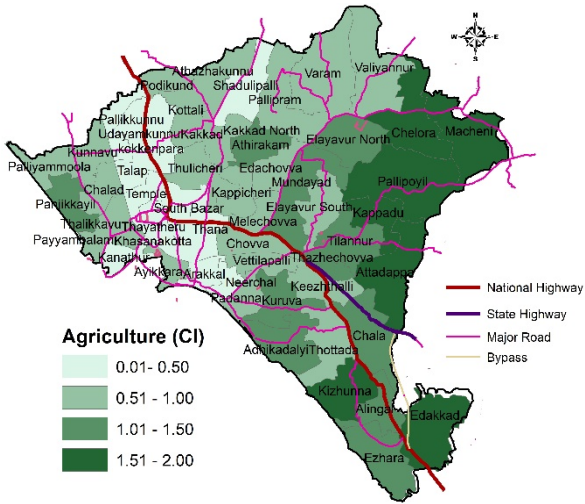 N
W E
S
Athazhakunnu
Podikund
Shadulipalli
Varam
Valiyannur
Pallipram
Kottali
Pallikkunnu
Udayamkunnu
Kakkad
Kakkad North
Kokkenpara
Athirakam
Elayavur North
Chelora
Macheni
Kunnavu
Palliyammoola
Talap
Thulicheri
Edachovva
Mundayad
Pallipoyil
Chalad
Temple
Kappicheri
Panjikkayil
South Bazar
Elayavur South
Kappadu
Thalikkavu
Thayatheru
Thana
Melechovva
Payyambalam
Khasanakotta
Chovva
Tilannur
Kanathur
Vettilapalli
Thazhechovva
Attadappa
Ayikkara
Arakkal
Neerchal
Keezhthalli
Padanna
Kuruva
Chala
Adhikadalyi
Thottada
Kizhunna
Alingal
Edakkad
Ezhara
National Highway
State Highway
Major Road
Bypass
Agriculture (CI)
0.01- 0.50
0.51 - 1.00
1.01 - 1.50
1.51 - 2.00